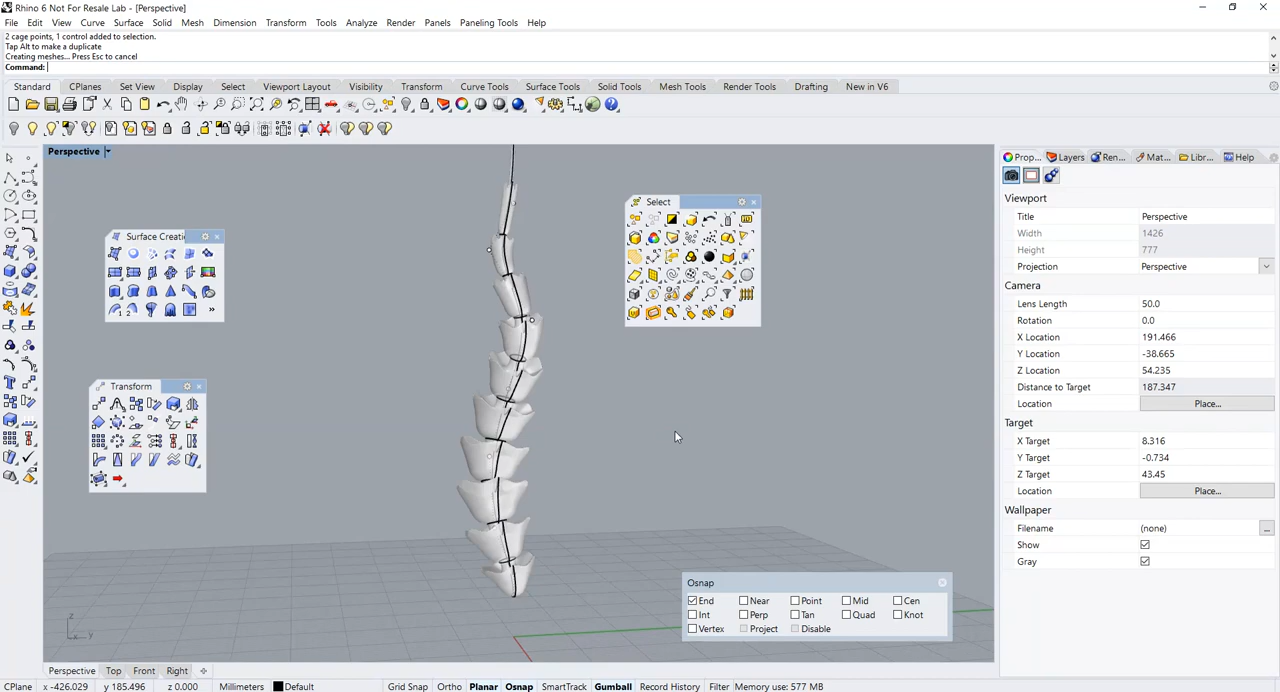 Rhino 6 Not For Resale Lab - [Perspective]
File Edit View Curve Surface Solid Mesh Dimension Transform Tools Analyze Render Panels Paneling Tools Help
2 cage points, 1 control added to selection.
Tap Alt to make a duplicate
Creating meshes... Press Esc to cancel
Command:
Standard CPlanes Set View Display Select Viewport Layout Visibility Transform Curve Tools Surface Tools Solid Tools Mesh Tools Render Tools Drafting New in V6
Perspective
Prop... Layers Ren... Mat... Libr... Help
Viewport
Title Perspective
Width 1426
Height 777
Projection Perspective
Camera
Lens Length 50.0
Rotation 0.0
X Location 191.466
Y Location -38.665
Z Location 54.235
Distance to Target 187.347
Location Place...
Target
X Target 8.316
Y Target -0.734
Z Target 43.45
Location Place...
Wallpaper
Filename (none) ...
Show
Gray
Select
Surface Creati
Transform
Osnap
End Near Point Mid Cen
Int Perp Tan Quad Knot
Vertex Project Disable
z
x y
Perspective Top Front Right
CPlane x -426.029 y 185.496 z 0.000 Millimeters Default Grid Snap Ortho Planar Osnap SmartTrack Gumball Record History Filter Memory use: 577 MB